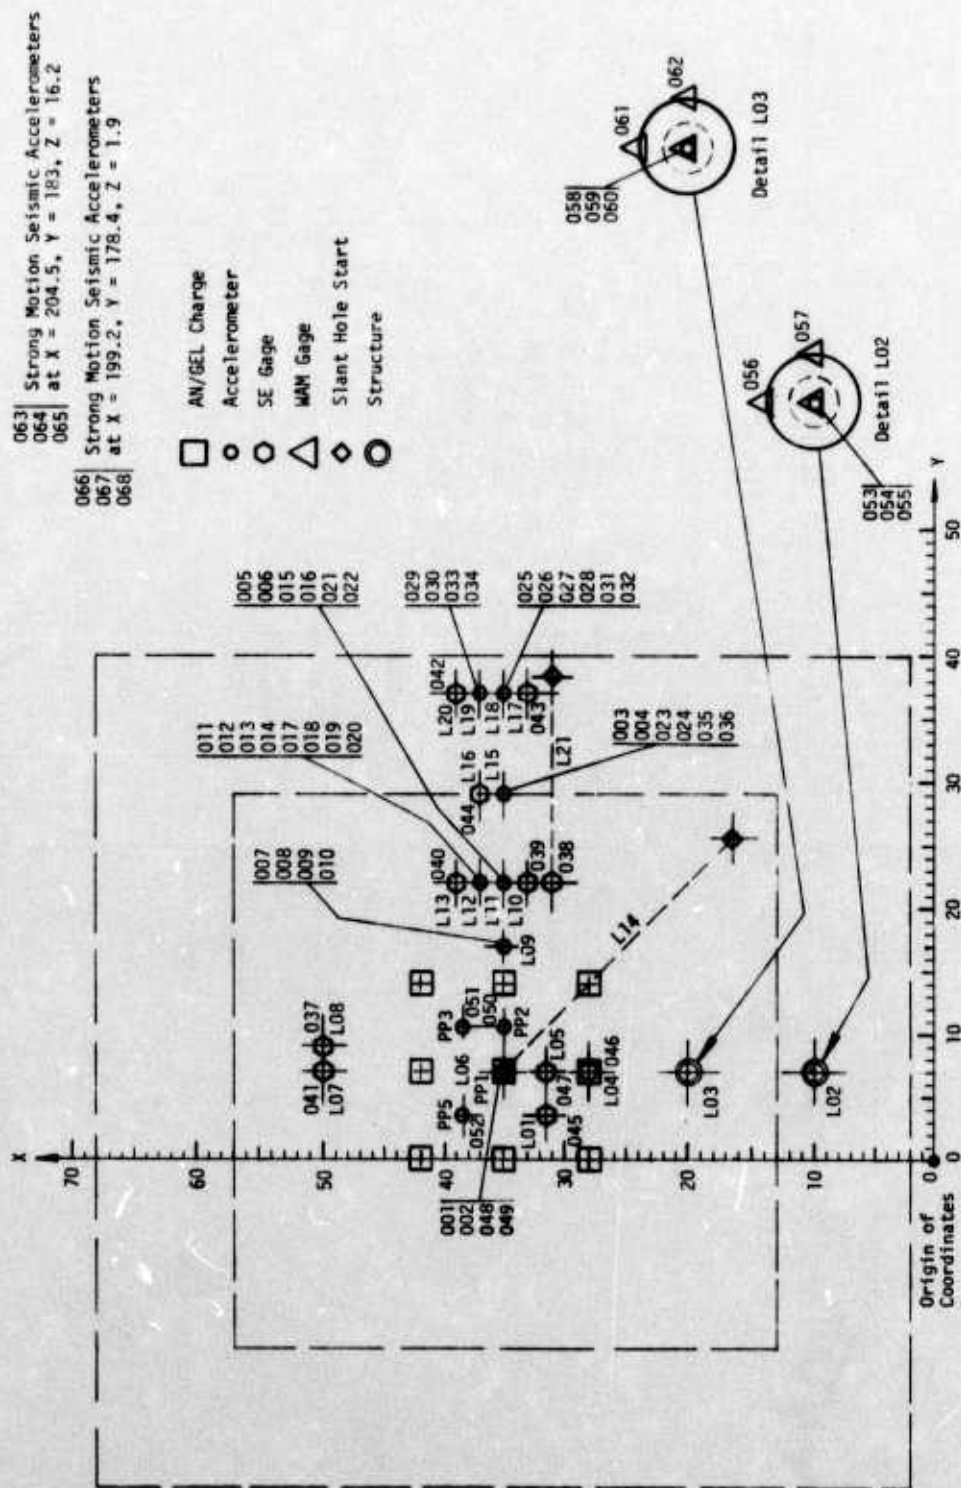 063
064
065
Strong Motion Seismic Accelerometers
at X = 204.5, Y = 183, Z = 16.2
066
067
068
Strong Motion Seismic Accelerometers
at X = 199.2, Y = 178.4, Z = 1.9
AN/GEL Charge
Accelerometer
SE Gage
WAM Gage
Slant Hole Start
Structure
061
062
058
059
060
Detail L03
056
057
053
054
055
Detail L02
005
006
015
016
021
022
029
030
033
034
025
026
027
028
031
032
011
012
013
014
017
018
019
020
003
004
023
024
035
036
007
008
009
010
042
L20
L19
L18
L17
043
L16
L15
044
L21
040
L13
L12
L11
L10
039
038
L09
L14
037
L08
041
L07
PP3
051
050
PP2
L06
PP1
L05
PP5
052
L01
047
045
L04
046
L03
L02
001
002
048
049
X
70
60
50
40
30
20
10
0
Y
0
10
20
30
40
50
Origin of
Coordinates